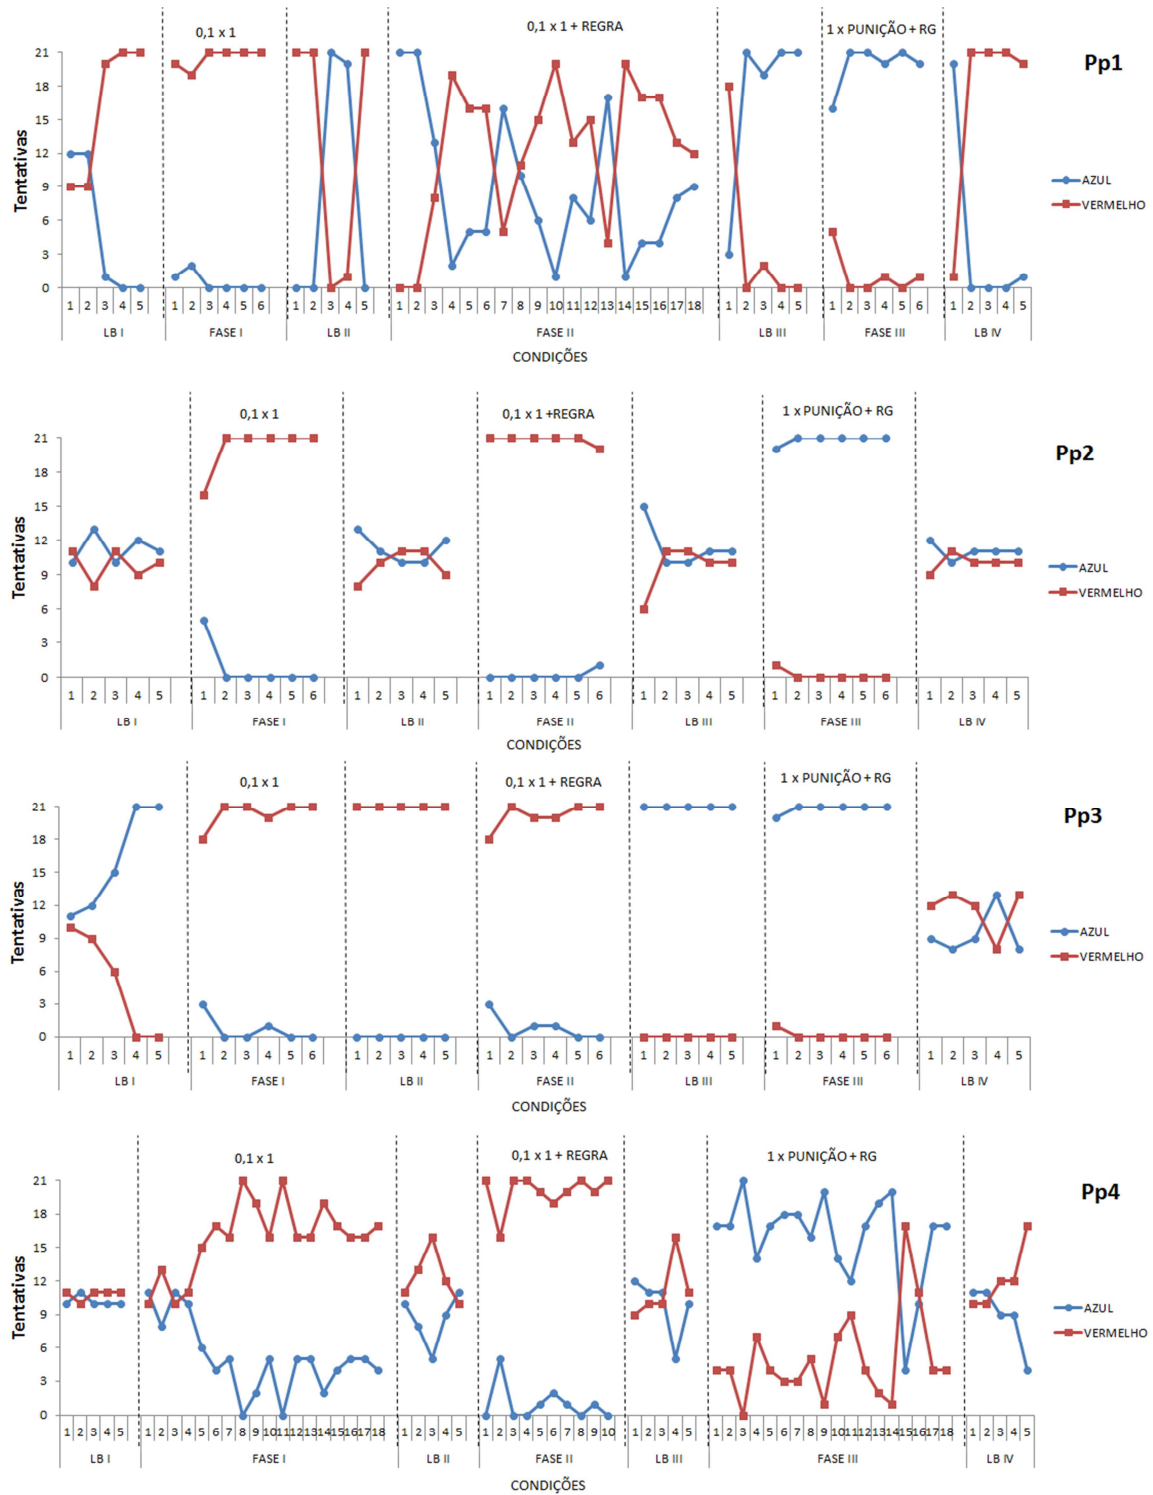 0,1 x 1
0,1 x 1 + REGRA
1 x PUNIÇÃO + RG
Pp1
Tentativas
21
18
15
12
9
6
3
0
AZUL
VERMELHO
1 2 3 4 5 1 2 3 4 5 6 1 2 3 4 5 1 2 3 4 5 6 7 8 9 10 11 12 13 14 15 16 17 18 1 2 3 4 5 1 2 3 4 5 6 1 2 3 4 5
LB I FASE I LB II FASE II LB III FASE III LB IV
CONDIÇÕES
0,1 x 1
0,1 x 1 +REGRA
1 x PUNIÇÃO + RG
Pp2
Tentativas
21
18
15
12
9
6
3
0
AZUL
VERMELHO
1 2 3 4 5 1 2 3 4 5 6 1 2 3 4 5 1 2 3 4 5 6 1 2 3 4 5 1 2 3 4 5 6 1 2 3 4 5
LB I FASE I LB II FASE II LB III FASE III LB IV
CONDIÇÕES
0,1 x 1
0,1 x 1 + REGRA
1 x PUNIÇÃO + RG
Pp3
Tentativas
21
18
15
12
9
6
3
0
AZUL
VERMELHO
1 2 3 4 5 1 2 3 4 5 6 1 2 3 4 5 1 2 3 4 5 6 1 2 3 4 5 1 2 3 4 5 6 1 2 3 4 5
LB I FASE I LB II FASE II LB III FASE III LB IV
CONDIÇÕES
0,1 x 1
0,1 x 1 + REGRA
1 x PUNIÇÃO + RG
Pp4
Tentativas
21
18
15
12
9
6
3
0
AZUL
VERMELHO
1 2 3 4 5 1 2 3 4 5 6 7 8 9 10 11 12 13 14 15 16 17 18 1 2 3 4 5 1 2 3 4 5 6 7 8 9 10 1 2 3 4 5 1 2 3 4 5 6 7 8 9 10 11 12 13 14 15 16 17 18 1 2 3 4 5
LB I FASE I LB II FASE II LB III FASE III LB IV
CONDIÇÕES